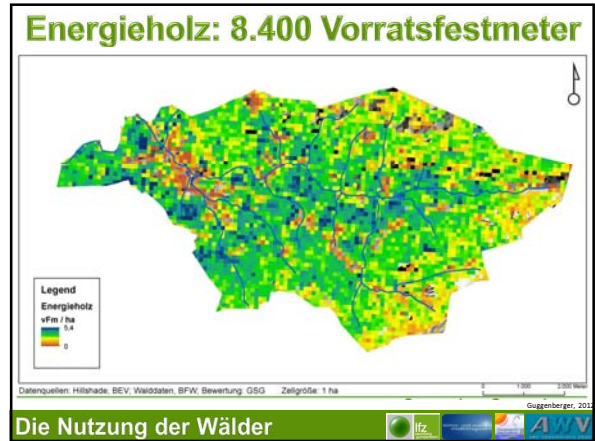 Energieholz: 8.400 Vorratsfestmeter
Legend
Energieholz
vFm / ha
5,4
0
Datenquellen: Hillshade, BEV; Walddaten, BFW; Bewertung: GSG Zellgröße: 1 ha
0 1.000 2.000 Meter
Guggenberger, 2012
Die Nutzung der Wälder
lfz
AWV